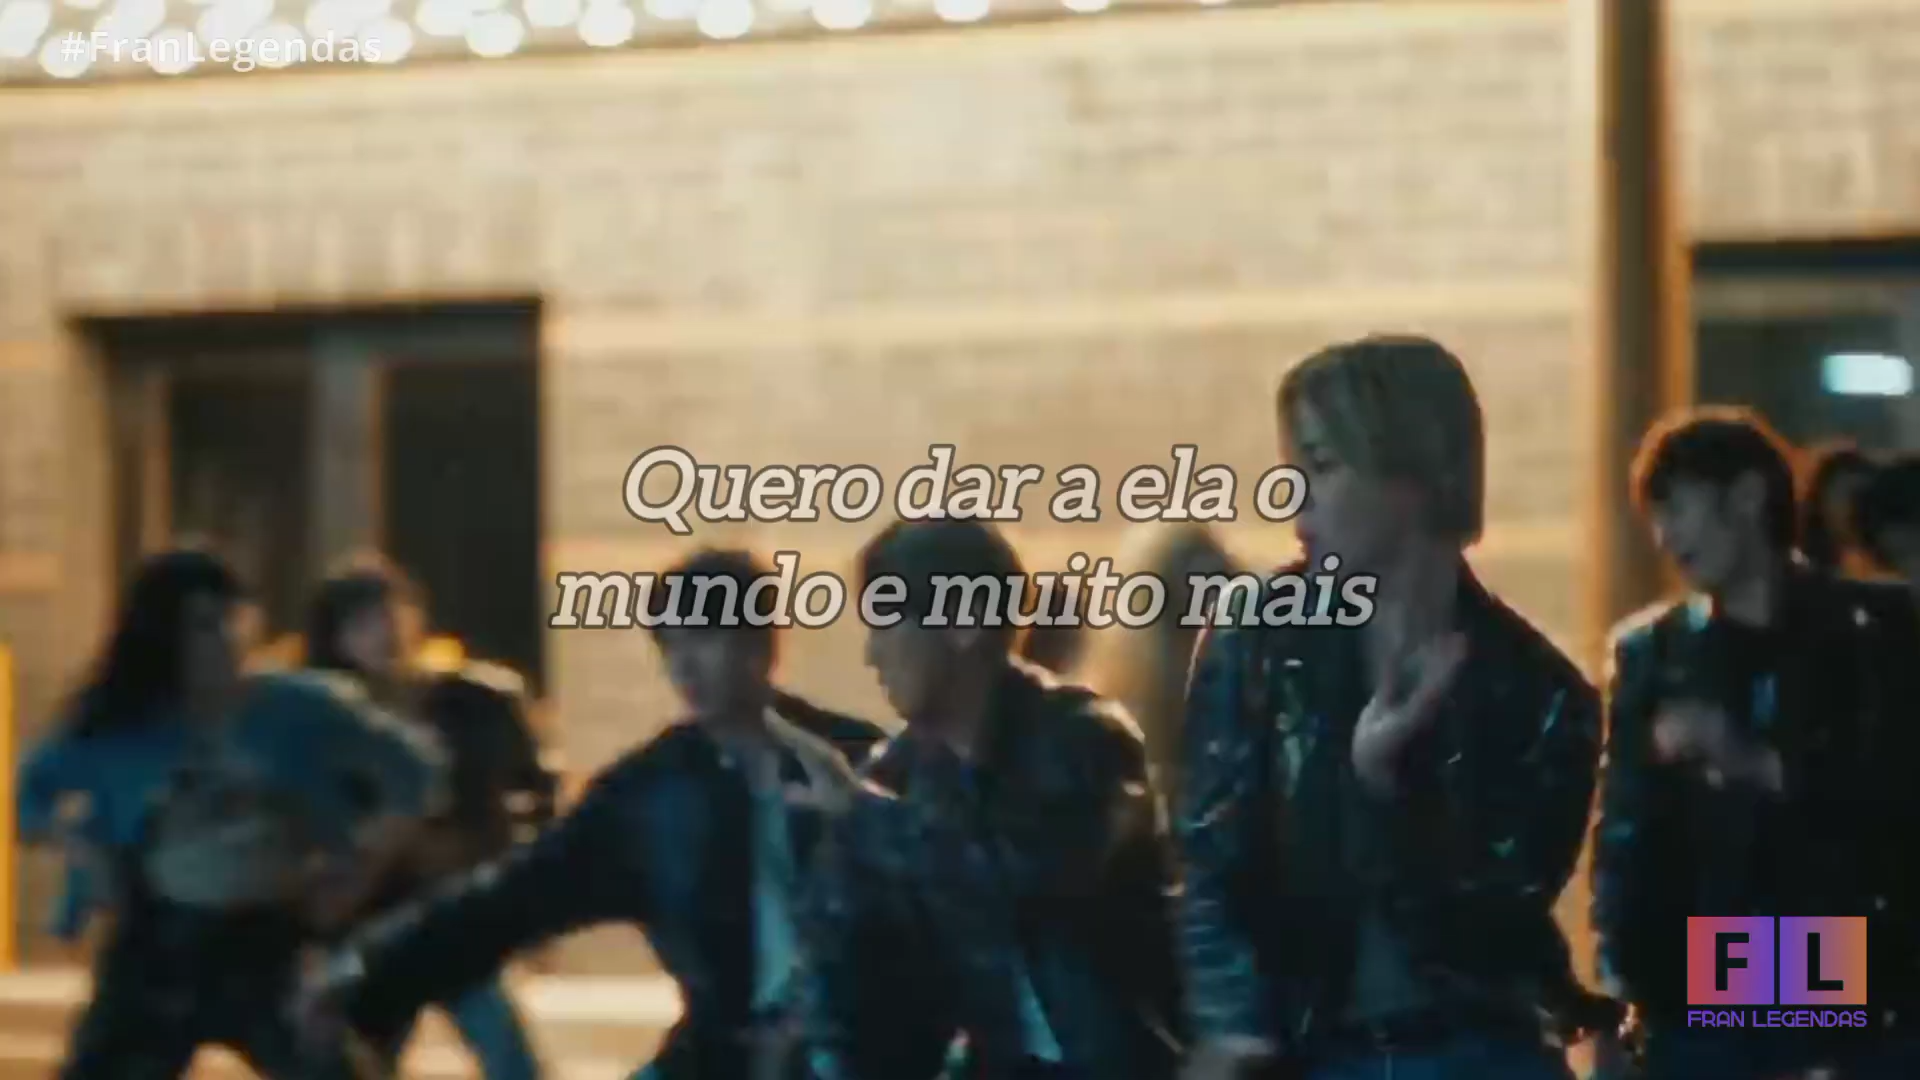 #FranLegendas
Quero dar a ela o
mundo e muito mais
FL
FRAN LEGENDAS